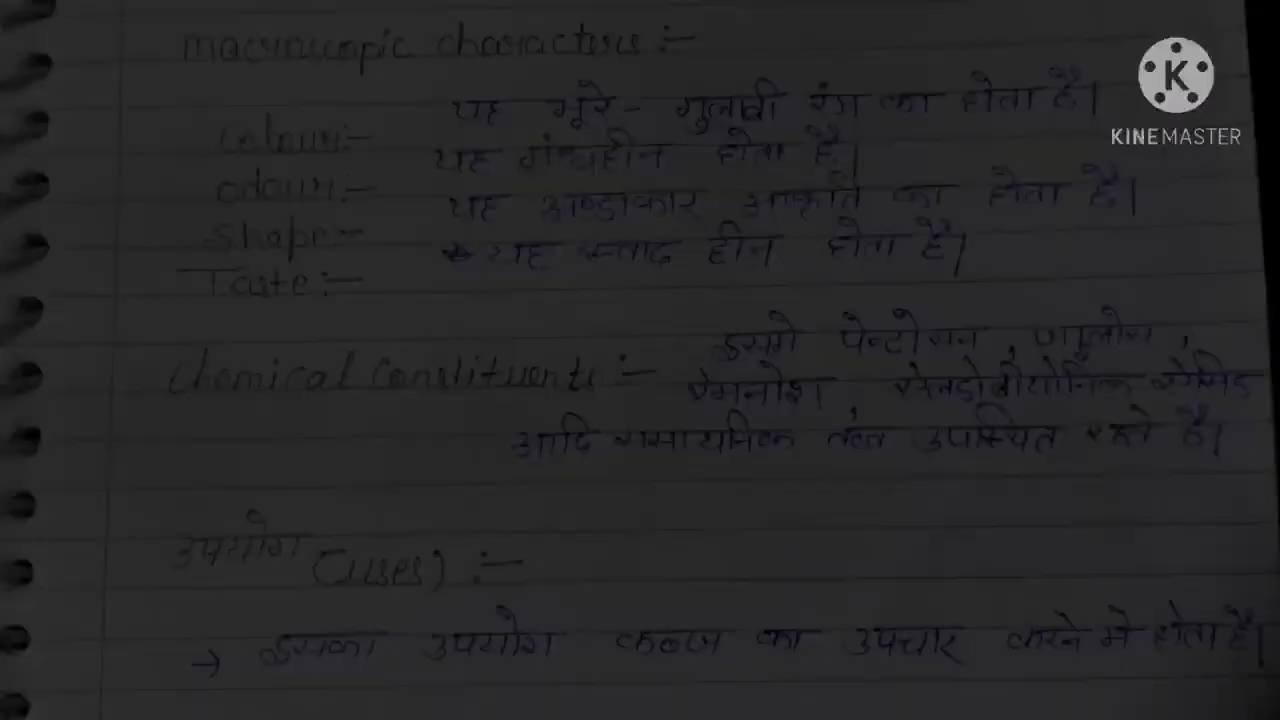 macroscopic characters :-
colour :- यह भूरे - गुलाबी रंग का होता है।
odour :- यह गंधहीन होता है।
shape :- यह अण्डाकार आकृति का होता है।
Taste :- यह स्वाद हीन होता है।
Chemical Constituents :- इसमे पेन्टोसन,
आदि रासायनिक तत्व उपस्थित रहते है।
उपयोग (uses) :-
→ इसका उपयोग कब्ज का उपचार करने मे होता है।
K
KINEMASTER